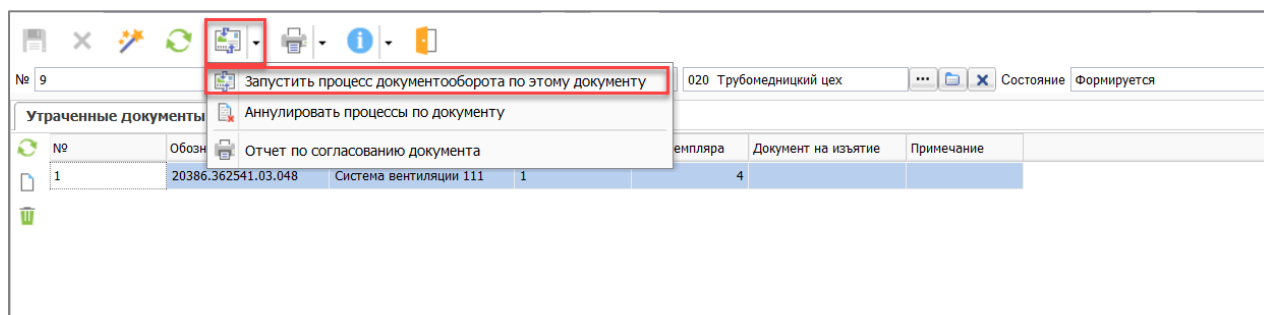 Запустить процесс документооборота по этому документу
№ 9 020 Трубомедницкий цех ... Состояние Формируется
Аннулировать процессы по документу
Утраченные документы
Отчет по согласованию документа
№ Обозн емпляра Документ на изъятие Примечание
1 20386.362541.03.048 Система вентиляции 111 1 4